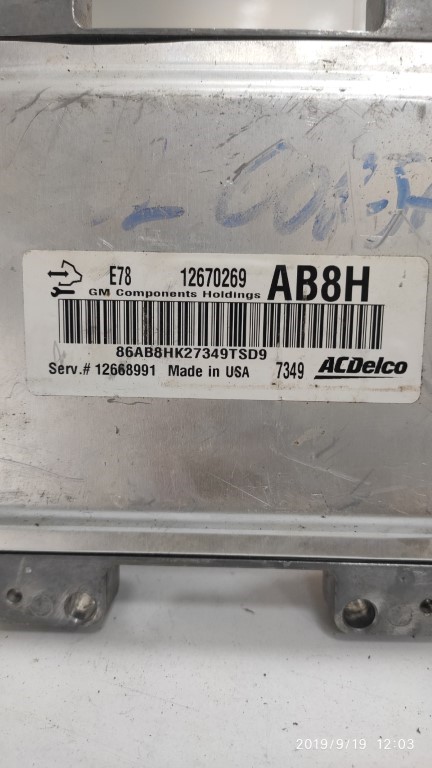 E78 12670269 AB8H
GM Components Holdings
86AB8HK27349TSD9
Serv.# 12668991 Made in USA 7349 ACDelco
2019/9/19 12:03